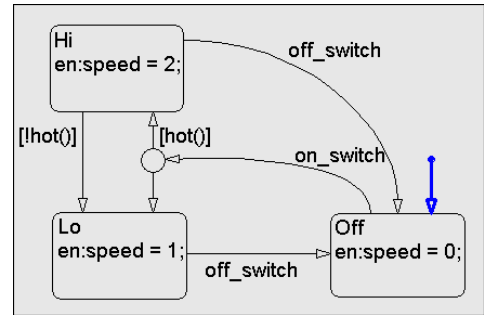 Hi
en:speed = 2;
off_switch
[!hot()]
[hot()]
on_switch
Lo
en:speed = 1;
off_switch
Off
en:speed = 0;